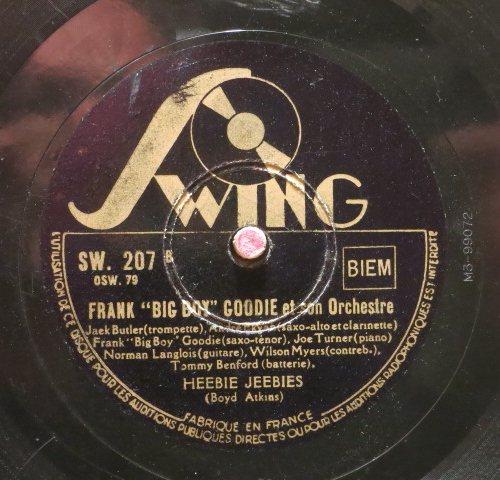 SWING
SW. 207 B
OSW. 79
BIEM
FRANK "BIG BOY" GOODIE et son Orchestre
Jack Butler (trompette), (saxo-alto et clarinette)
Frank "Big Boy" Goodie (saxo-ténor), Joe Turner (piano)
Norman Langlois (guitare), Wilson Myers (contreb.),
Tommy Benford (batterie).
HEEBIE JEEBIES
(Boyd Atkins)
FABRIQUE EN FRANCE
L'UTILISATION DE CE DISQUE POUR LES AUDITIONS PUBLIQUES DIRECTES OU POUR LES AUDITIONS RADIOPHONIQUES EST INTERDITE
M3-99072